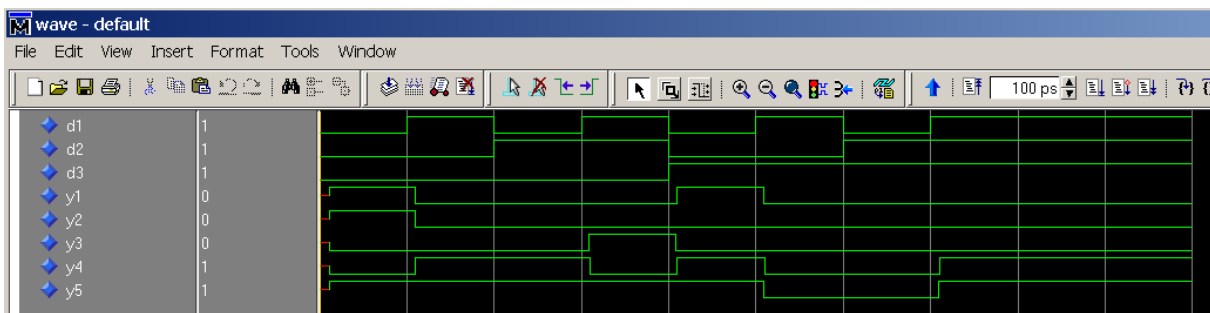 wave - default
File Edit View Insert Format Tools Window
100 ps
d1 1
d2 1
d3 1
y1 0
y2 0
y3 0
y4 1
y5 1